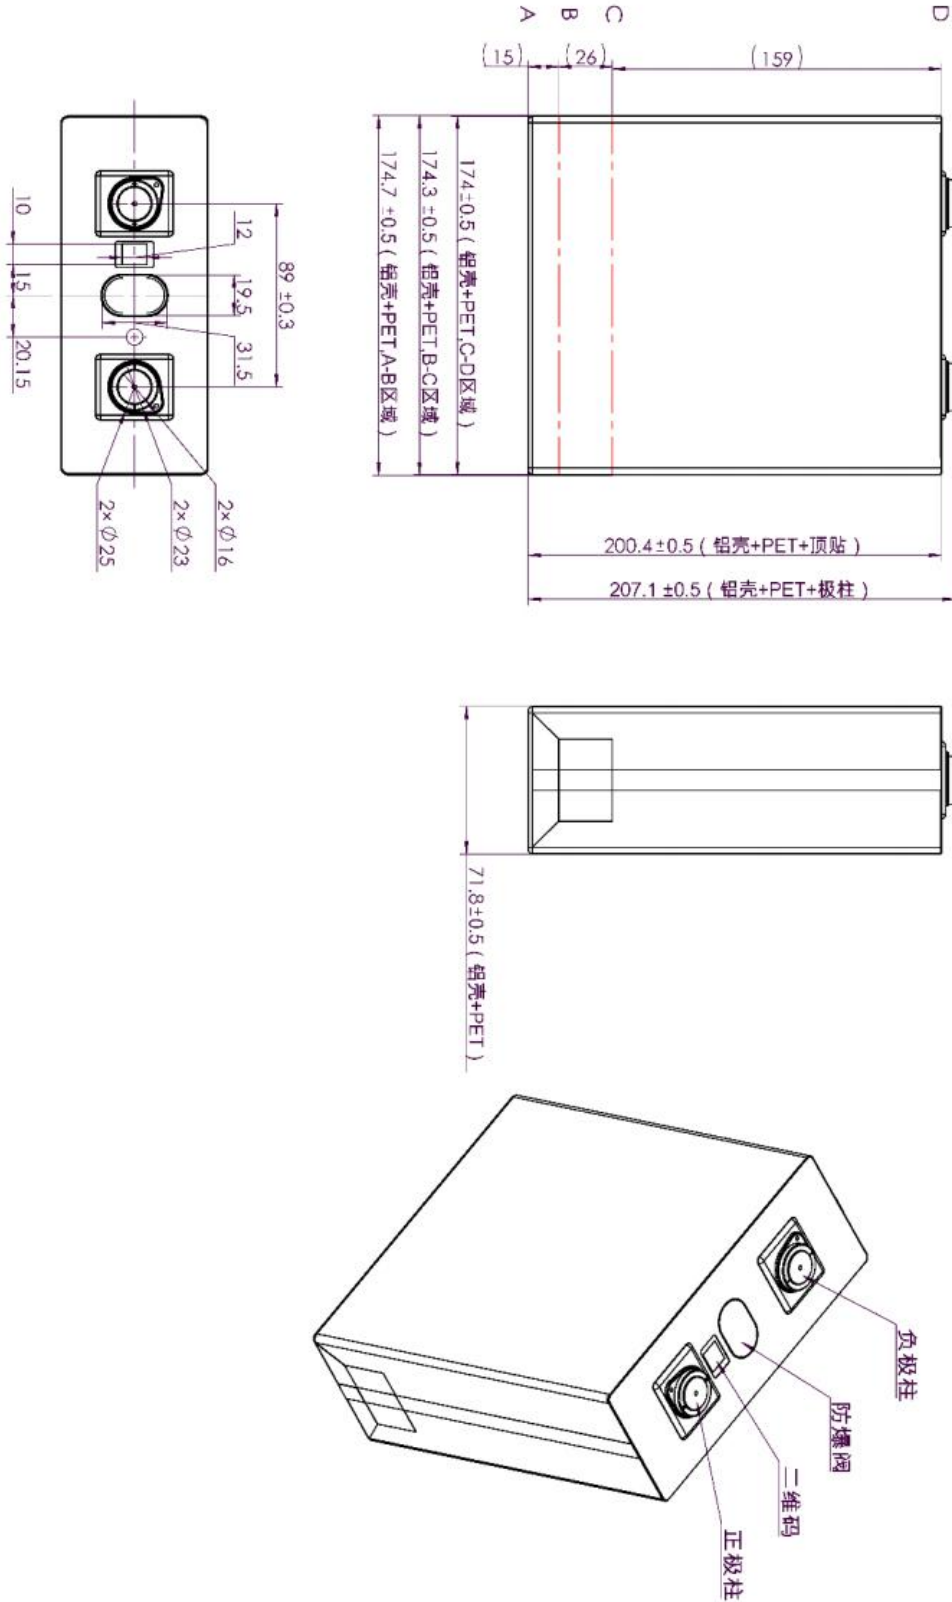 A
B
C
D
(15)
(26)
(159)
174.7 ±0.5 ( 铝壳+PET,A-B区域 )
174.3 ±0.5 ( 铝壳+PET,B-C区域 )
174±0.5 ( 铝壳+PET,C-D区域 )
200.4±0.5 ( 铝壳+PET+顶贴 )
207.1 ±0.5 ( 铝壳+PET+极柱 )
10
15
20.15
12
19.5
31.5
89 ±0.3
2×∅25
2×∅23
2×∅16
71.8±0.5 ( 铝壳+PET )
负极柱
防爆阀
二维码
正极柱